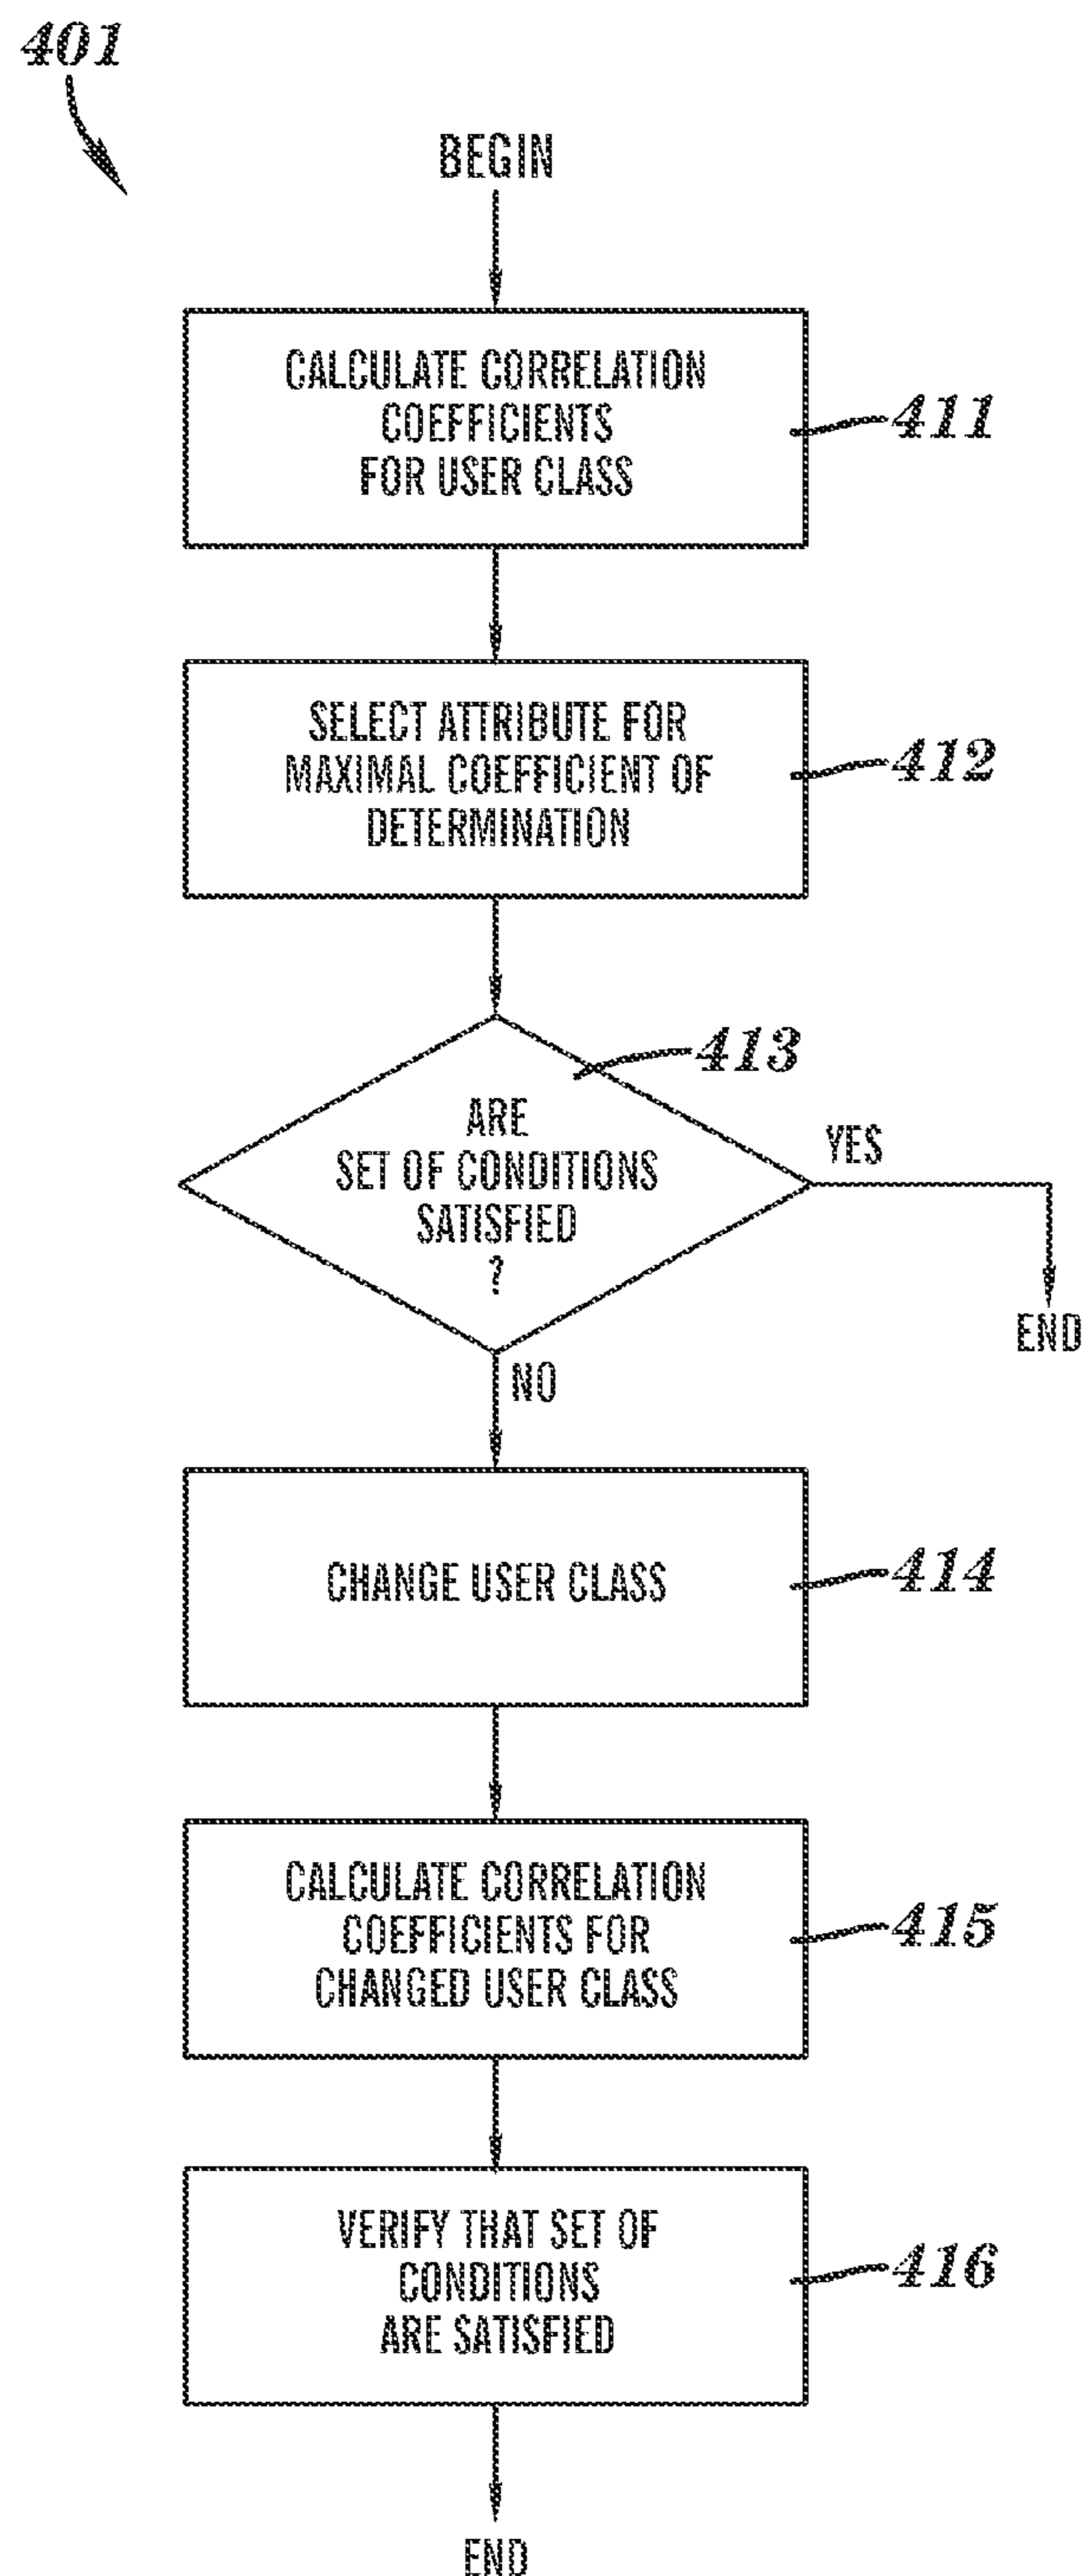 401
BEGIN
CALCULATE CORRELATION
COEFFICIENTS
FOR USER CLASS
411
SELECT ATTRIBUTE FOR
MAXIMAL COEFFICIENT OF
DETERMINATION
412
413
ARE
SET OF CONDITIONS
SATISFIED
?
YES
END
NO
CHANGE USER CLASS
414
CALCULATE CORRELATION
COEFFICIENTS FOR
CHANGED USER CLASS
415
VERIFY THAT SET OF
CONDITIONS
ARE SATISFIED
416
END